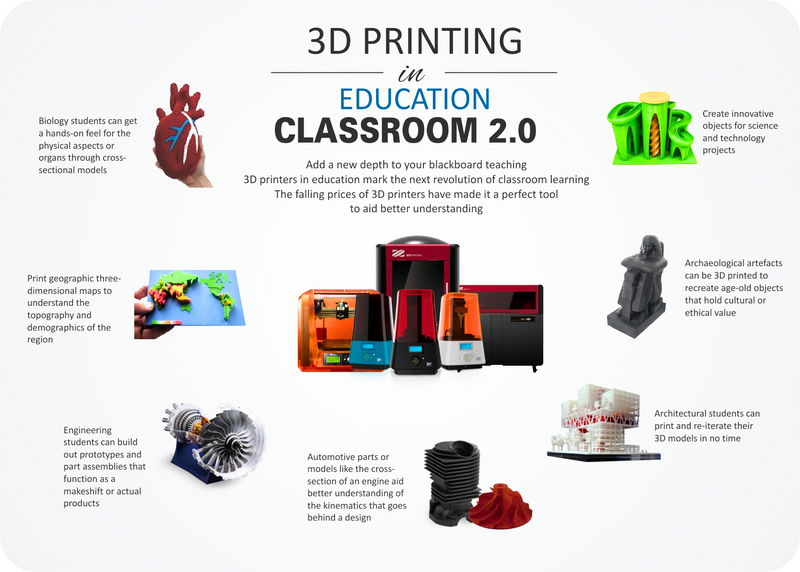 3D PRINTING
in
EDUCATION
CLASSROOM 2.0
Add a new depth to your blackboard teaching
3D printers in education mark the next revolution of classroom learning
The falling prices of 3D printers have made it a perfect tool
to aid better understanding
Biology students can get
a hands-on feel for the
physical aspects or
organs through cross-
sectional models
Create innovative
objects for science
and technology
projects
Print geographic three-
dimensional maps to
understand the
topography and
demographics of the
region
Archaeological artefacts
can be 3D printed to
recreate age-old objects
that hold cultural or
ethical value
Engineering
students can build
out prototypes and
part assemblies that
function as a
makeshift or actual
products
Automotive parts or
models like the cross-
section of an engine aid
better understanding of
the kinematics that goes
behind a design
Architectural students can
print and re-iterate their
3D models in no time